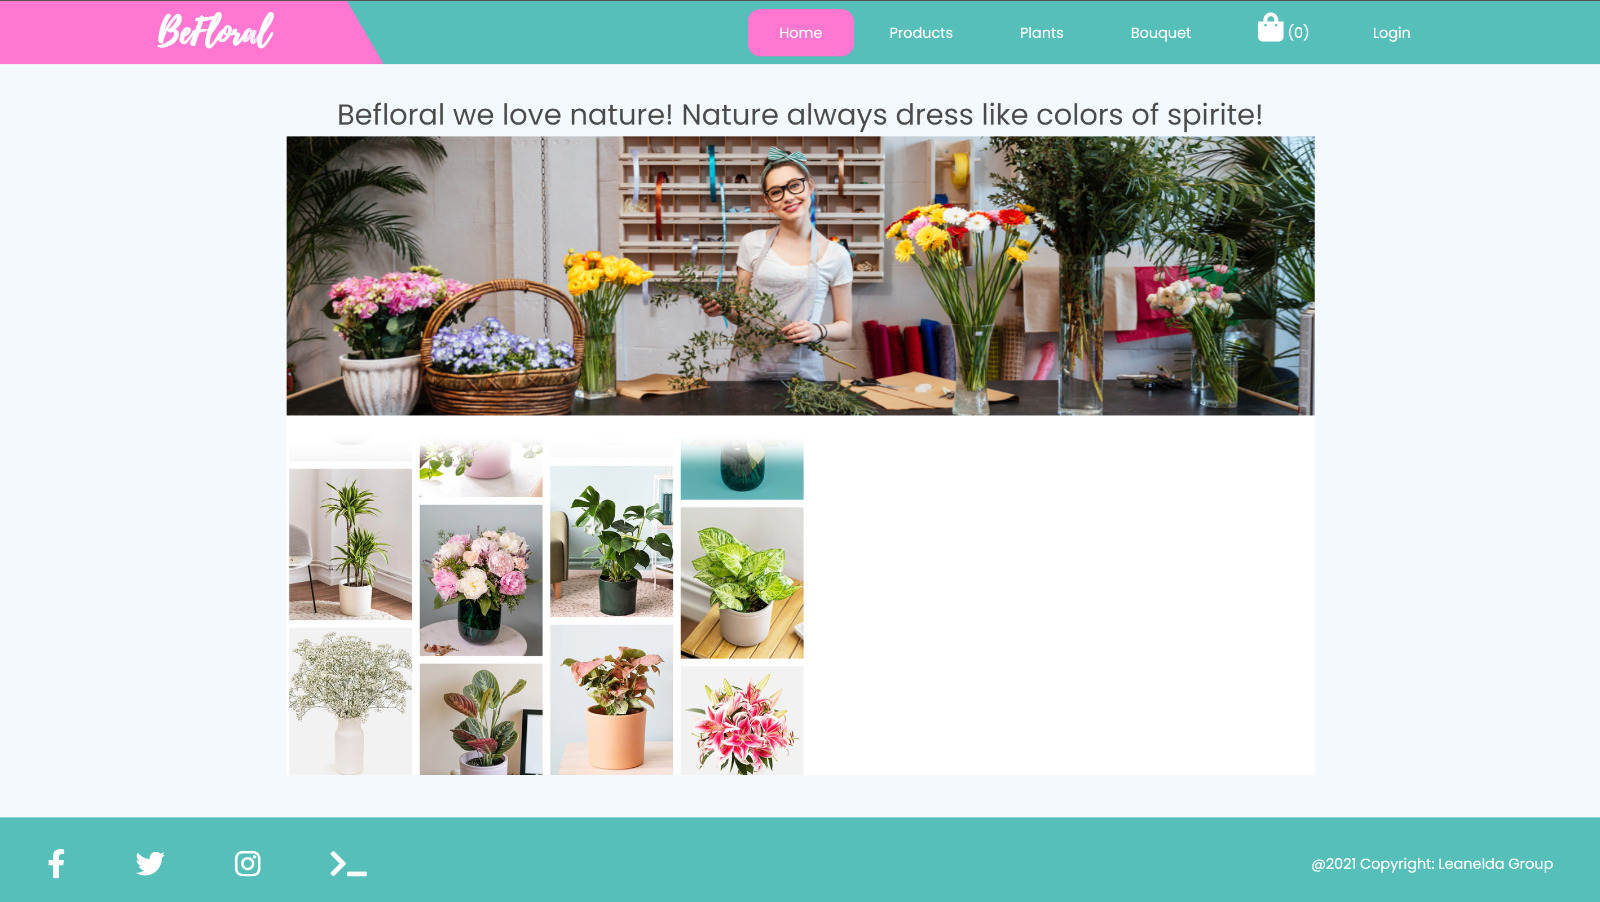 BeFloral
Home
Products
Plants
Bouquet
(0)
Login
Befloral we love nature! Nature always dress like colors of spirite!
@2021 Copyright: Leanelda Group